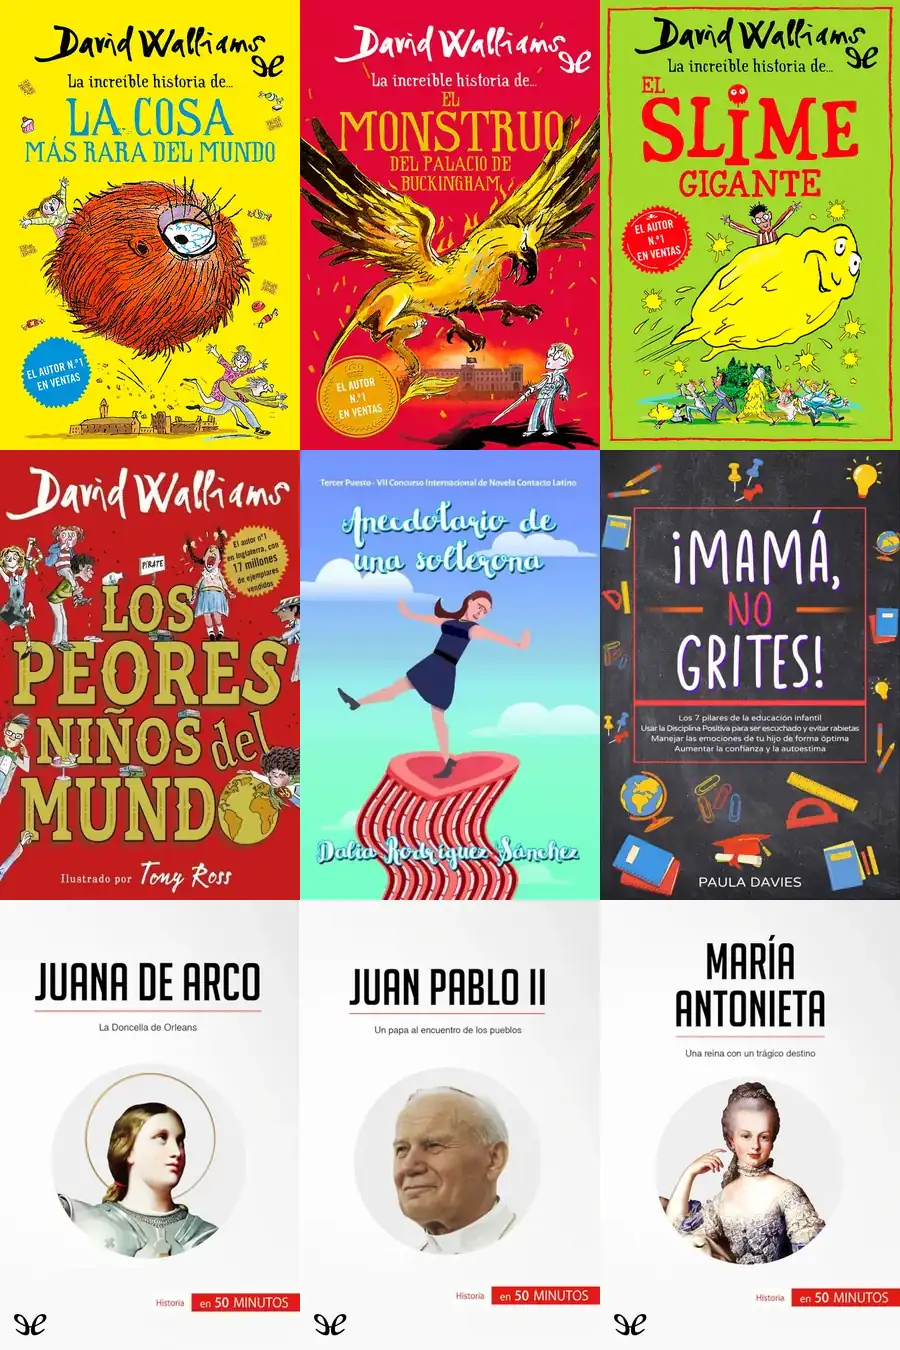 David Walliams
La increíble historia de...
LA COSA
MÁS RARA DEL MUNDO
EL AUTOR N.º1
EN VENTAS
David Walliams
La increíble historia de...
EL
MONSTRUO
DEL PALACIO DE
BUCKINGHAM
EL AUTOR
N.º1
EN VENTAS
David Walliams
La increíble historia de...
EL
SLIME
GIGANTE
EL AUTOR
N.º1
EN VENTAS
David Walliams
El autor nº1
en Inglaterra, con
17 millones
de ejemplares
vendidos
PÍRATE
LOS
PEORES
NIÑOS del
MUNDO
Ilustrado por Tony Ross
Tercer Puesto - VII Concurso Internacional de Novela Contacto Latino
Anecdotario de
una solterona
Dalia Rodríguez Sánchez
¡MAMÁ,
NO
GRITES!
Los 7 pilares de la educación infantil
Usar la Disciplina Positiva para ser escuchado y evitar rabietas
Manejar las emociones de tu hijo de forma óptima
Aumentar la confianza y la autoestima
PAULA DAVIES
JUANA DE ARCO
La Doncella de Orleans
Historia en 50 MINUTOS
JUAN PABLO II
Un papa al encuentro de los pueblos
Historia en 50 MINUTOS
MARÍA
ANTONIETA
Una reina con un trágico destino
Historia en 50 MINUTOS